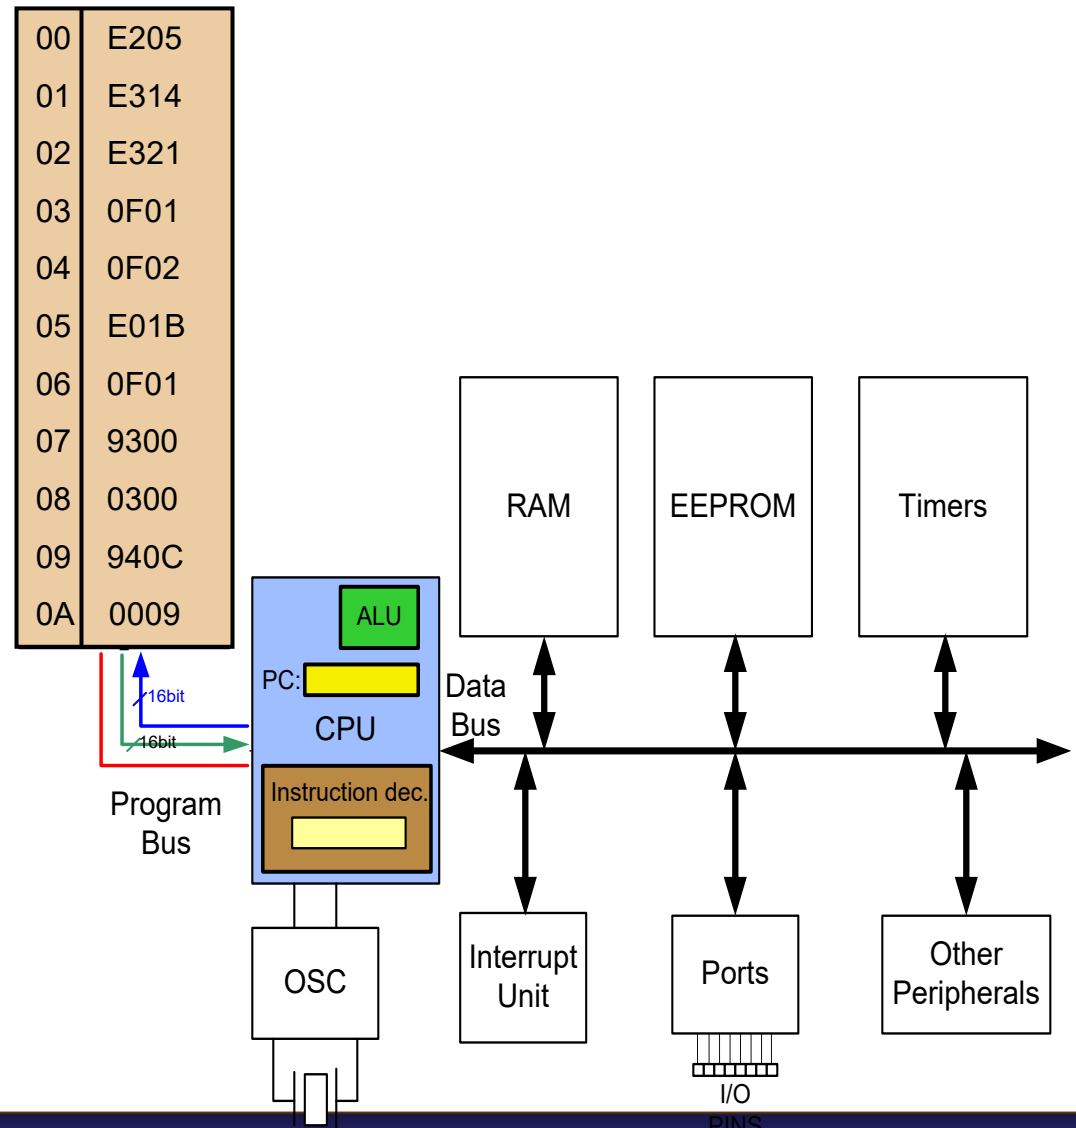 00 E205
01 E314
02 E321
03 0F01
04 0F02
05 E01B
06 0F01
07 9300
08 0300
09 940C
0A 0009
16bit
16bit
Program
Bus
ALU
PC:
CPU
Instruction dec.
OSC
Data
Bus
RAM
EEPROM
Timers
Interrupt
Unit
Ports
I/O
PINS
Other
Peripherals